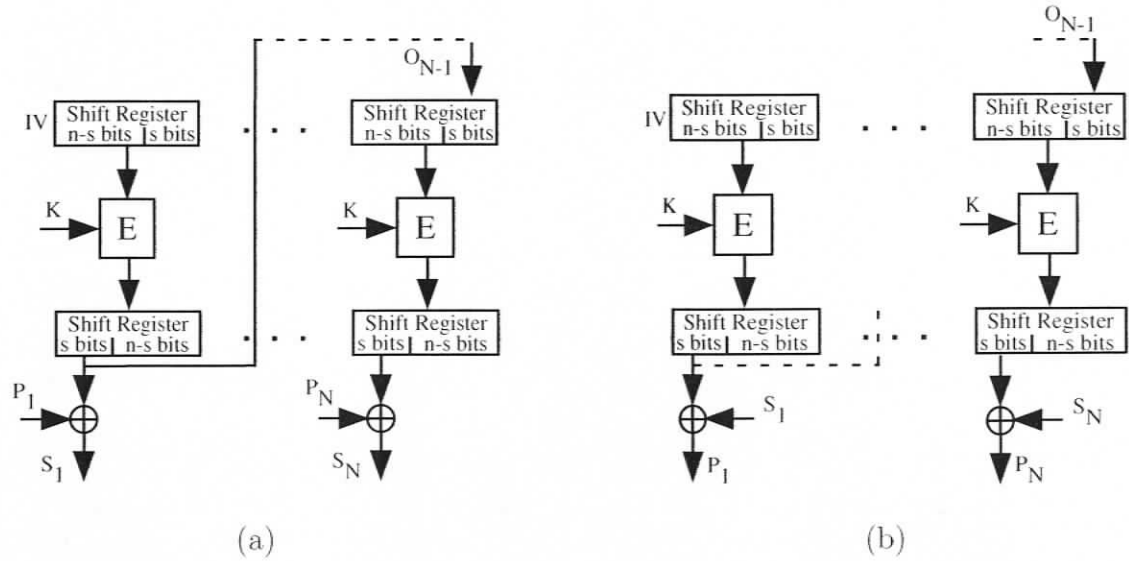 O_{N-1}
IV
Shift Register
n-s bits
s bits
. . .
Shift Register
n-s bits
s bits
K
E
K
E
Shift Register
s bits
n-s bits
. . .
Shift Register
s bits
n-s bits
P_1
P_N
S_1
S_N
(a)
O_{N-1}
IV
Shift Register
n-s bits
s bits
. . .
Shift Register
n-s bits
s bits
K
E
K
E
Shift Register
s bits
n-s bits
. . .
Shift Register
s bits
n-s bits
S_1
S_N
P_1
P_N
(b)